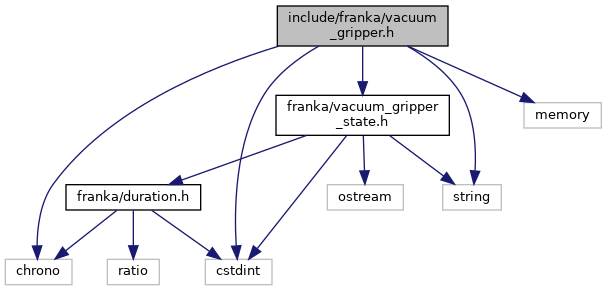 include/franka/vacuum
_gripper.h
franka/vacuum_gripper
_state.h
memory
franka/duration.h
ostream
string
chrono
ratio
cstdint